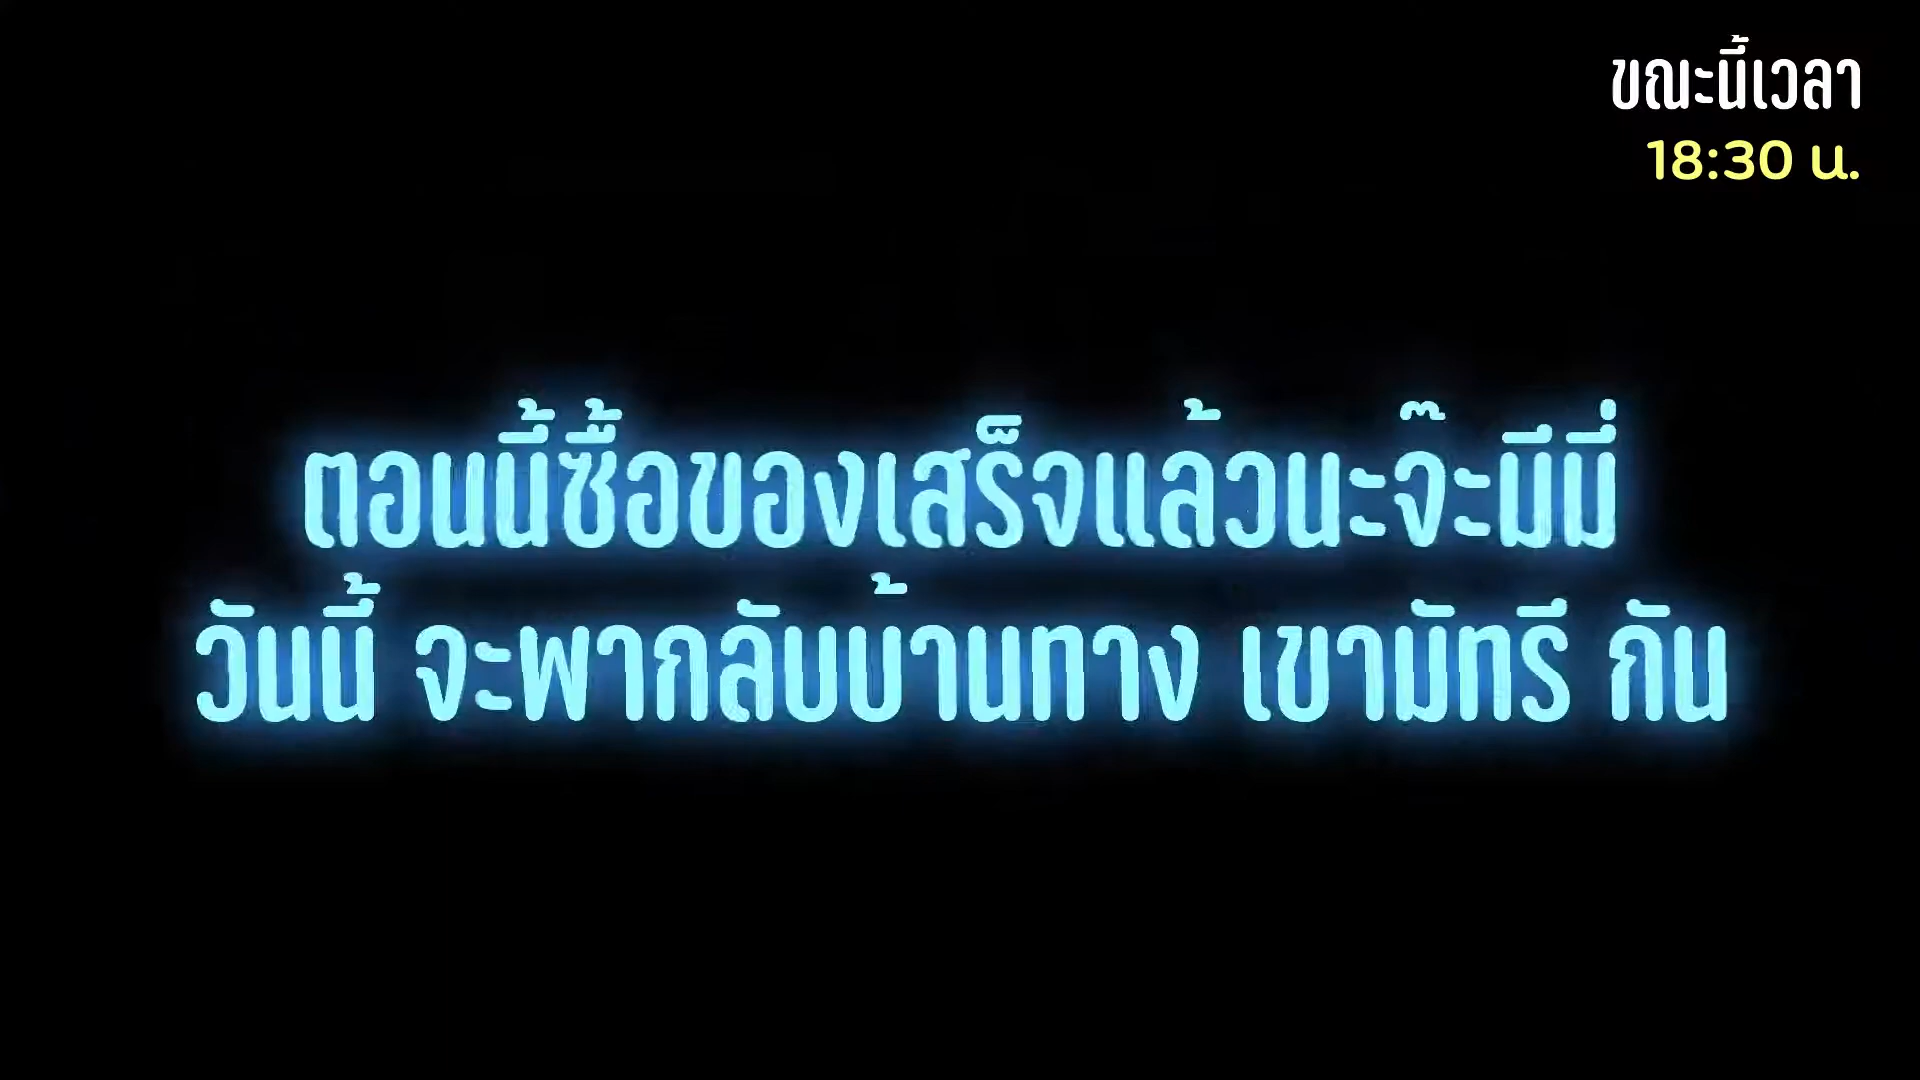 ขณะนี้เวลา
18:30 น.
ตอนนี้ซื้อของเสร็จแล้วนะจ๊ะมีมี่
วันนี้ จะพากลับบ้านทาง เขามัทรี กัน